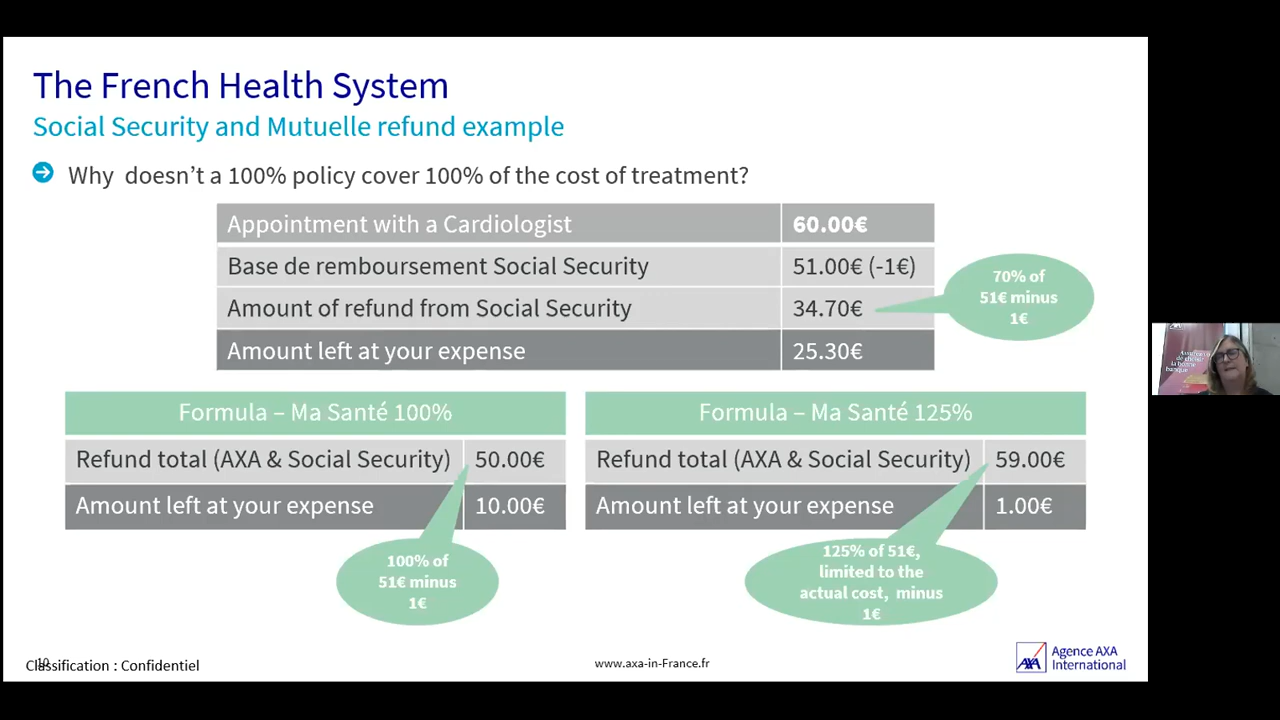 The French Health System
Social Security and Mutuelle refund example
Why doesn't a 100% policy cover 100% of the cost of treatment?
Appointment with a Cardiologist 60.00€
Base de remboursement Social Security 51.00€ (-1€)
Amount of refund from Social Security 34.70€
Amount left at your expense 25.30€
70% of
51€ minus
1€
Formula – Ma Santé 100%
Refund total (AXA & Social Security) 50.00€
Amount left at your expense 10.00€
100% of
51€ minus
1€
Formula – Ma Santé 125%
Refund total (AXA & Social Security) 59.00€
Amount left at your expense 1.00€
125% of 51€,
limited to the
actual cost, minus
1€
Classification : Confidentiel
10
www.axa-in-France.fr
AXA
Agence AXA
International
la bonne
banque